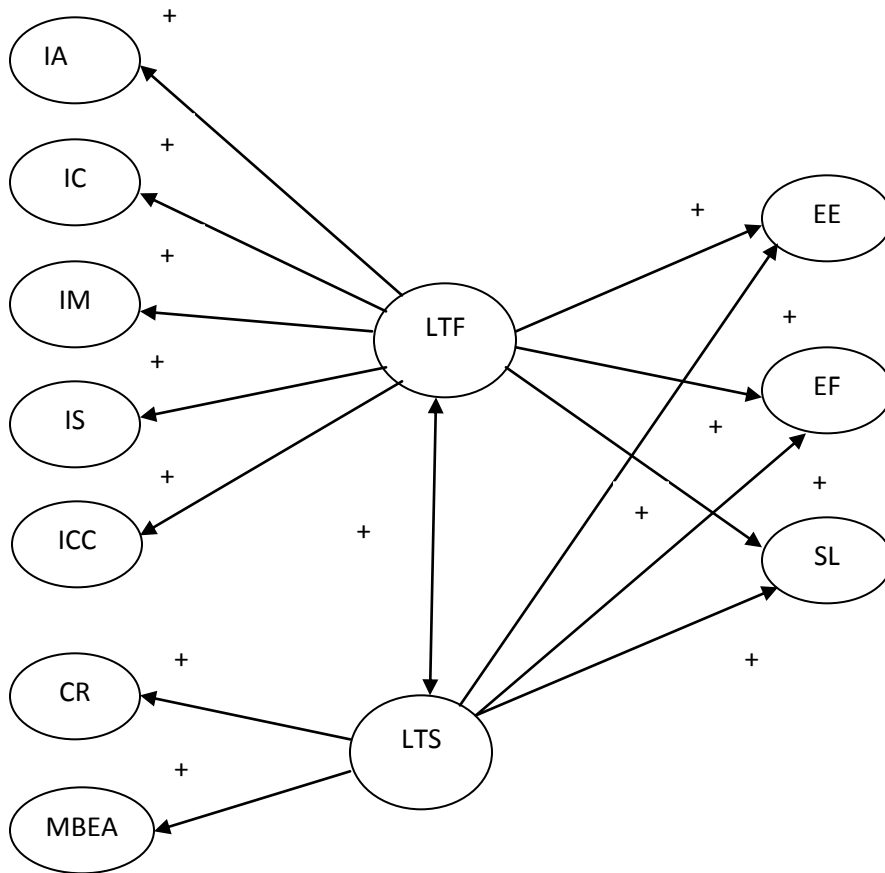 +
IA
+
IC
+
EE
+
+
IM
LTF
+
+
IS
EF
+
+
ICC
+
+
+
SL
+
CR
+
LTS
+
MBEA